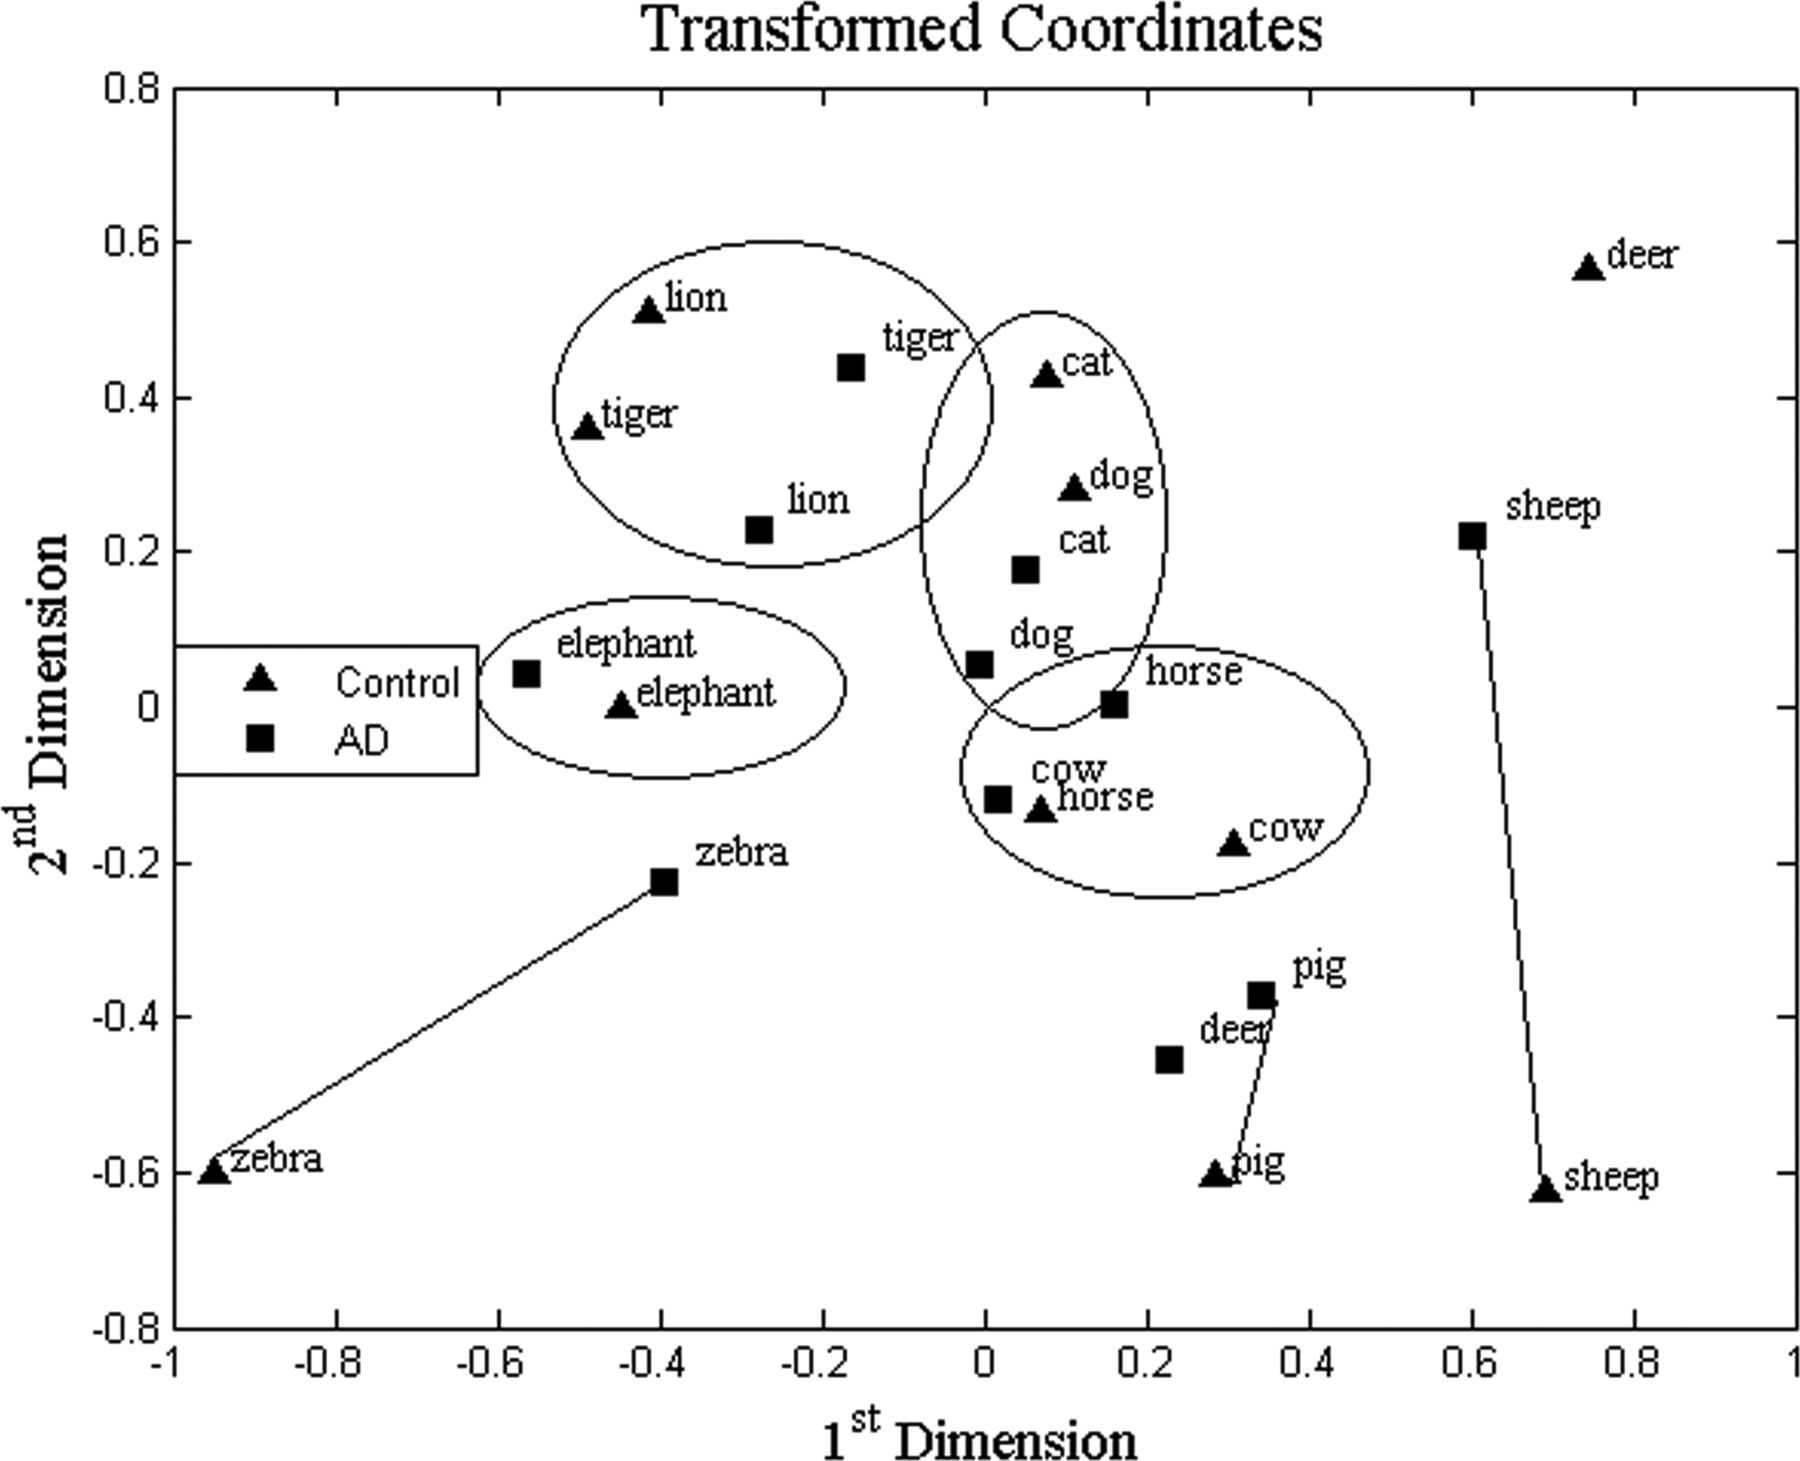 Transformed Coordinates
0.8
0.6
deer
lion
tiger
cat
0.4
tiger
dog
lion
sheep
cat
0.2
dog
elephant
horse
Control
elephant
0
AD
cow
horse
cow
-0.2
zebra
pig
-0.4
deer
zebra
pig
-0.6
sheep
-0.8
-1 -0.8 -0.6 -0.4 -0.2 0 0.2 0.4 0.6 0.8 1
1st Dimension
2nd Dimension